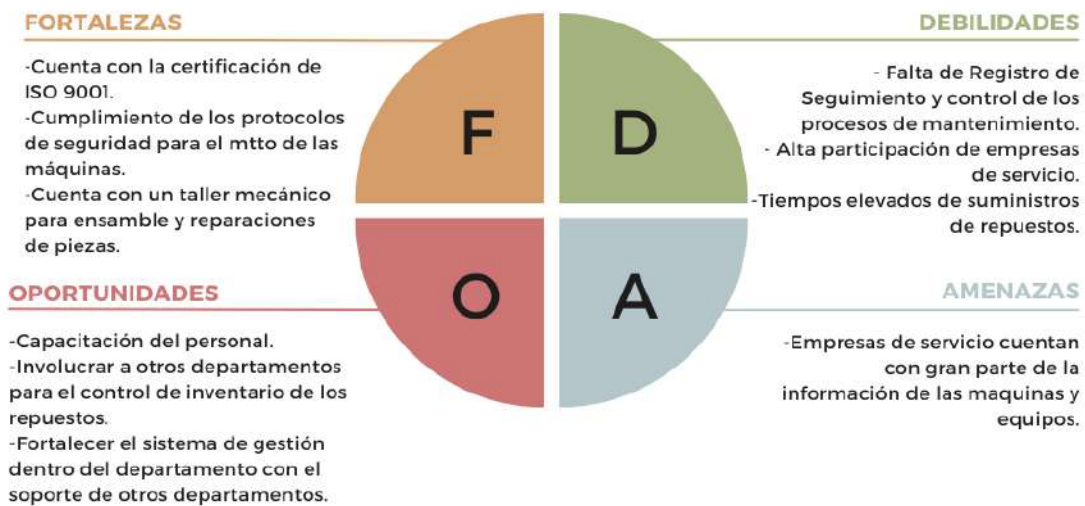 FORTALEZAS
-Cuenta con la certificación de
ISO 9001.
-Cumplimiento de los protocolos
de seguridad para el mtto de las
máquinas.
-Cuenta con un taller mecánico
para ensamble y reparaciones
de piezas.
F
D
DEBILIDADES
- Falta de Registro de
Seguimiento y control de los
procesos de mantenimiento.
- Alta participación de empresas
de servicio.
-Tiempos elevados de suministros
de repuestos.
OPORTUNIDADES
-Capacitación del personal.
-Involucrar a otros departamentos
para el control de inventario de los
repuestos.
-Fortalecer el sistema de gestión
dentro del departamento con el
soporte de otros departamentos.
O
A
AMENAZAS
-Empresas de servicio cuentan
con gran parte de la
información de las maquinas y
equipos.